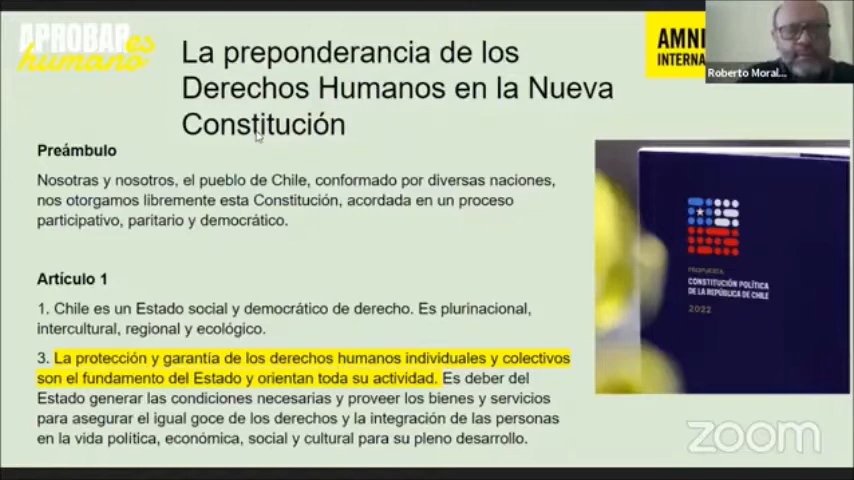 APROBAR es
humano
La preponderancia de los
Derechos Humanos en la Nueva
Constitución
AMN
INTERNA
Roberto Moral...
Preámbulo
Nosotras y nosotros, el pueblo de Chile, conformado por diversas naciones,
nos otorgamos libremente esta Constitución, acordada en un proceso
participativo, paritario y democrático.
Artículo 1
1. Chile es un Estado social y democrático de derecho. Es plurinacional,
intercultural, regional y ecológico.
3. La protección y garantía de los derechos humanos individuales y colectivos
son el fundamento del Estado y orientan toda su actividad. Es deber del
Estado generar las condiciones necesarias y proveer los bienes y servicios
para asegurar el igual goce de los derechos y la integración de las personas
en la vida política, económica, social y cultural para su pleno desarrollo.
PROPUESTA
CONSTITUCIÓN POLÍTICA
DE LA REPÚBLICA DE CHILE
2022
zoom